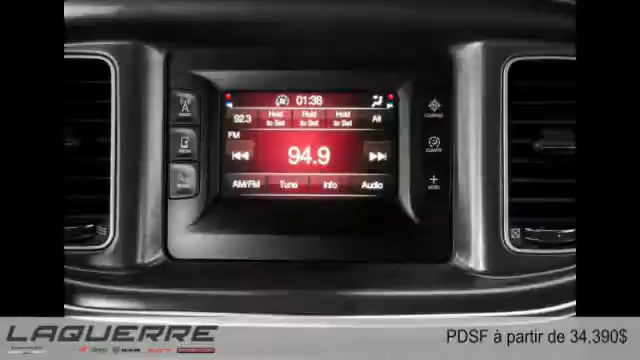 01:38
92.3 Hold to Set Hold to Set Hold to Set All
FM
94.9
AM/FM Tune Info Audio
LAQUERRE
RAM
PDSF à partir de 34,390$